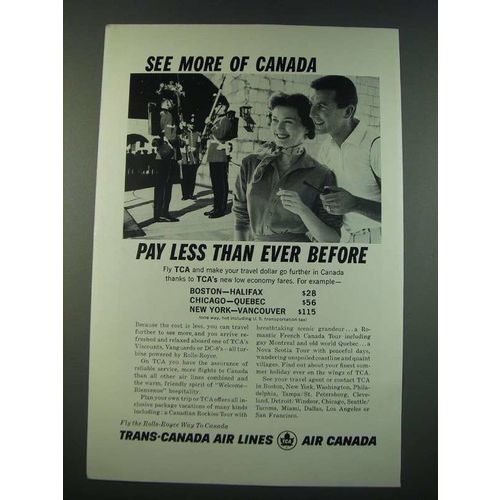 SEE MORE OF CANADA
PAY LESS THAN EVER BEFORE
Fly TCA and make your travel dollar go further in Canada
thanks to TCA's new low economy fares. For example—
BOSTON—HALIFAX $28
CHICAGO—QUEBEC $56
NEW YORK—VANCOUVER $115
(one way, not including U.S. transportation tax)
Because the cost is less, you can travel
further to see more, and you arrive re-
freshed and relaxed aboard one of TCA's
Viscounts, Vanguards or DC-8's—all tur-
bine powered by Rolls-Royce.
On TCA you have the assurance of
reliable service, more flights to Canada
than all other air lines combined and
the warm, friendly spirit of "Welcome—
Bienvenue" hospitality.
Plan your own trip or TCA offers all in-
clusive package vacations of many kinds
including: a Canadian Rockies Tour with
breathtaking scenic grandeur...a Ro-
mantic French Canada Tour including
gay Montreal and old world Quebec...a
Nova Scotia Tour with peaceful days,
wandering unspoiled coastline and quaint
villages. Find out about your finest sum-
mer holiday ever on the wings of TCA.
See your travel agent or contact TCA
in Boston, New York, Washington, Phila-
delphia, Tampa/St. Petersburg, Cleve-
land, Detroit/Windsor, Chicago, Seattle/
Tacoma, Miami, Dallas, Los Angeles or
San Francisco.
Fly the Rolls-Royce Way To Canada
TRANS-CANADA AIR LINES TCA AIR CANADA